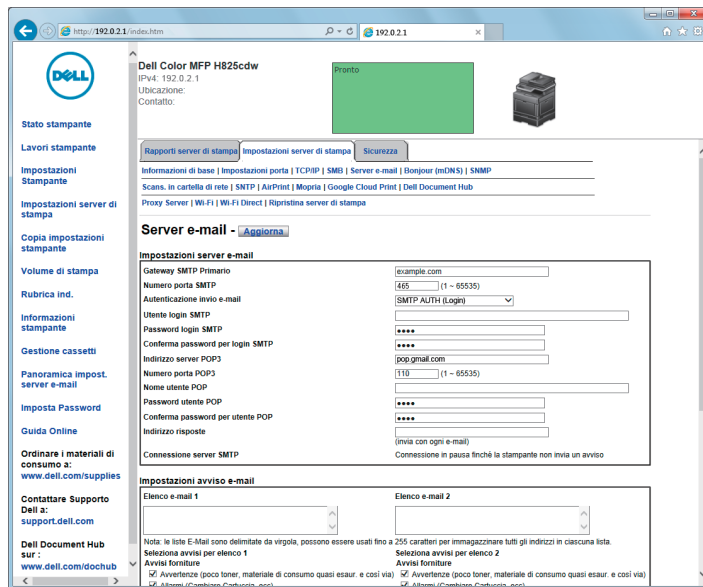 http://192.0.2.1/index.htm
192.0.2.1
DELL
Stato stampante
Lavori stampante
Impostazioni
Stampante
Impostazioni server di
stampa
Copia impostazioni
stampante
Volume di stampa
Rubrica ind.
Informazioni
stampante
Gestione cassetti
Panoramica impost.
server e-mail
Imposta Password
Guida Online
Ordinare i materiali di
consumo a:
www.dell.com/supplies
Contattare Supporto
Dell a:
support.dell.com
Dell Document Hub
sur :
www.dell.com/dochub
Dell Color MFP H825cdw
IPv4: 192.0.2.1
Ubicazione:
Contatto:
Pronto
Rapporti server di stampa Impostazioni server di stampa Sicurezza
Informazioni di base | Impostazioni porta | TCP/IP | SMB | Server e-mail | Bonjour (mDNS) | SNMP
Scans. in cartella di rete | SNTP | AirPrint | Mopria | Google Cloud Print | Dell Document Hub
Proxy Server | Wi-Fi | Wi-Fi Direct | Ripristina server di stampa
Server e-mail - Aggiorna
Impostazioni server e-mail
Gateway SMTP Primario example.com
Numero porta SMTP 465 (1 ~ 65535)
Autenticazione invio e-mail SMTP AUTH (Login)
Utente login SMTP
Password login SMTP ••••
Conferma password per login SMTP ••••
Indirizzo server POP3 pop.gmail.com
Numero porta POP3 110 (1 ~ 65535)
Nome utente POP
Password utente POP ••••
Conferma password per utente POP ••••
Indirizzo risposte
(invia con ogni e-mail)
Connessione server SMTP Connessione in pausa finchè la stampante non invia un avviso
Impostazioni avviso e-mail
Elenco e-mail 1 Elenco e-mail 2
Nota: le liste E-Mail sono delimitate da virgola, possono essere usati fino a 255 caratteri per immagazzinare tutti gli indirizzi in ciascuna lista.
Seleziona avvisi per elenco 1 Seleziona avvisi per elenco 2
Avvisi forniture Avvisi forniture
Avvertenze (poco toner, materiale di consumo quasi esaur. e così via) Avvertenze (poco toner, materiale di consumo quasi esaur. e così via)
Allarmi (Cambiare Cartuccia, ecc) Allarmi (Cambiare Cartuccia, ecc)